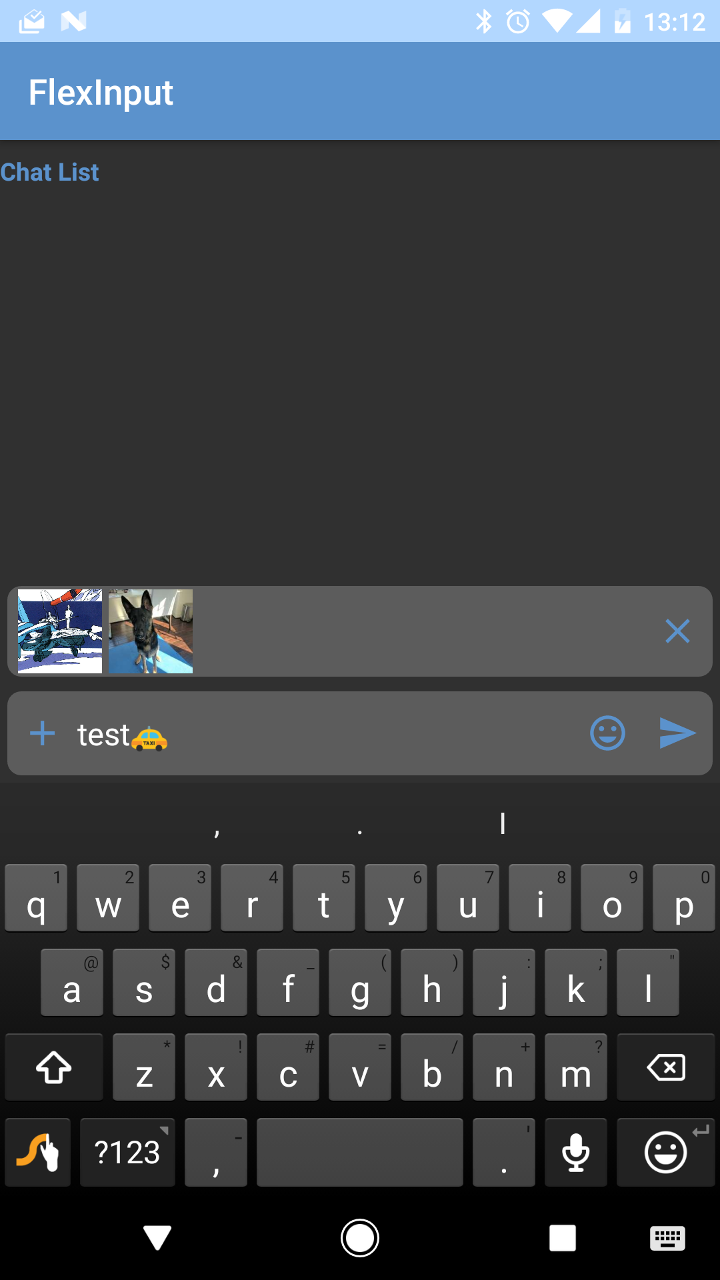 13:12
FlexInput
Chat List
test🚕
, . I
1 2 3 4 5 6 7 8 9 0
q w e r t y u i o p
@ $ & _ ( ) : ; "
a s d f g h j k l
* ! # = / + ?
z x c v b n m
?123 , - . '